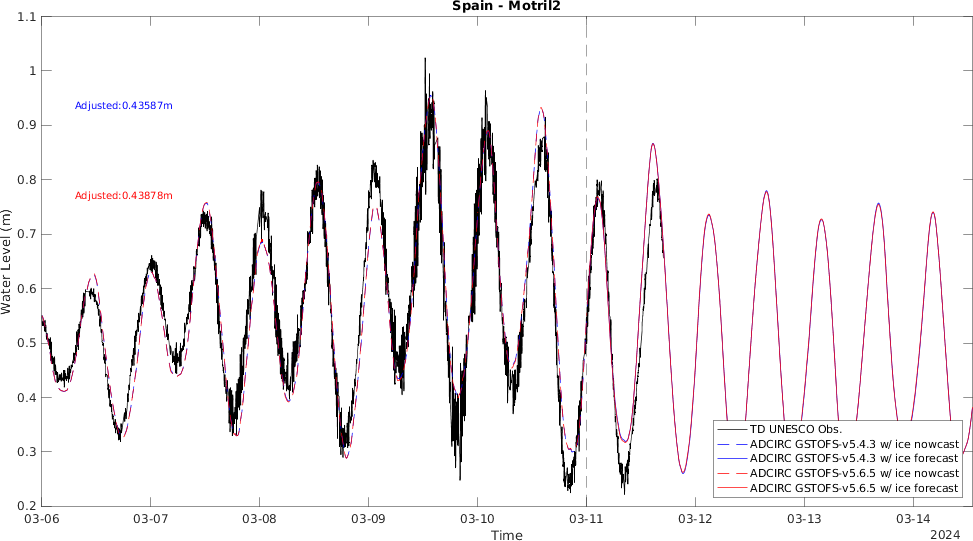 Spain - Motril2
1.1
1
0.9
0.8
0.7
0.6
0.5
0.4
0.3
0.2
Water Level (m)
Adjusted:0.43587m
Adjusted:0.43878m
TD UNESCO Obs.
ADCIRC GSTOFS-v5.4.3 w/ ice nowcast
ADCIRC GSTOFS-v5.4.3 w/ ice forecast
ADCIRC GSTOFS-v5.6.5 w/ ice nowcast
ADCIRC GSTOFS-v5.6.5 w/ ice forecast
03-06 03-07 03-08 03-09 03-10 03-11 03-12 03-13 03-14
Time
2024